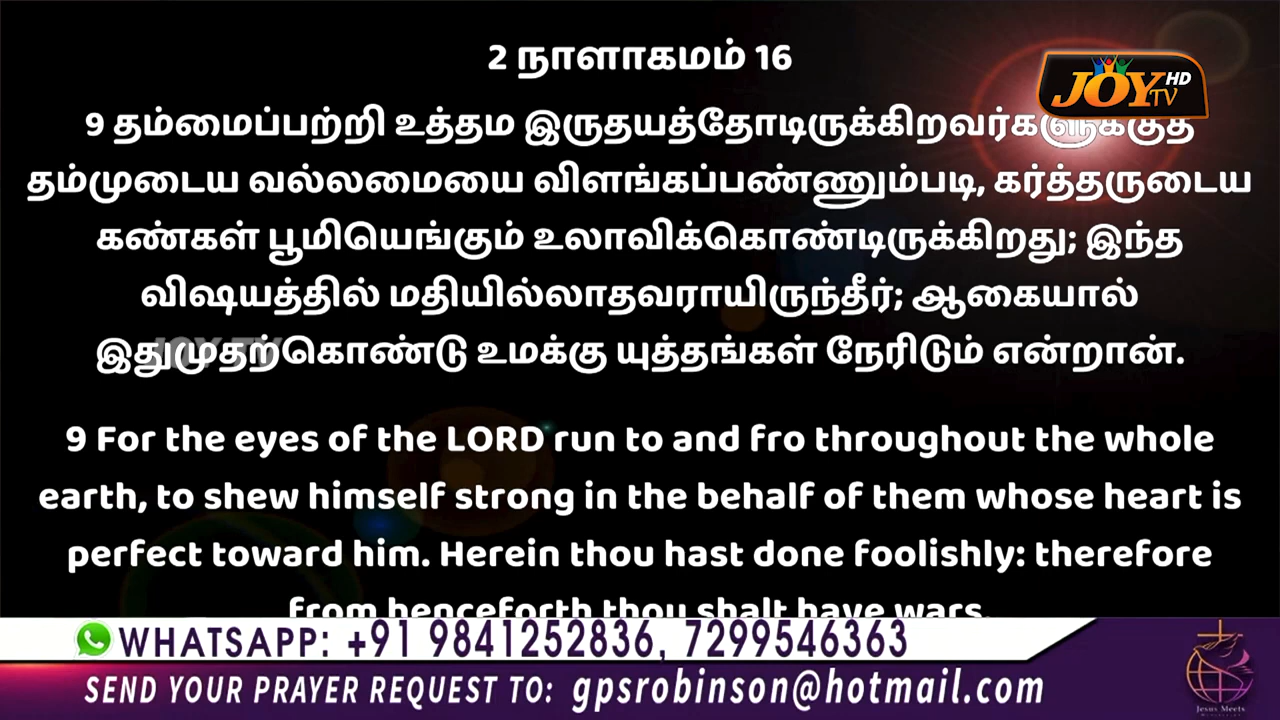 2 நாளாகமம் 16
JOY HD TV
9 தம்மைப்பற்றி உத்தம இருதயத்தோடிருக்கிறவர்களுக்குத்
தம்முடைய வல்லமையை விளங்கப்பண்ணும்படி, கர்த்தருடைய
கண்கள் பூமியெங்கும் உலாவிக்கொண்டிருக்கிறது; இந்த
விஷயத்தில் மதியில்லாதவராயிருந்தீர்; ஆகையால்
இதுமுதற்கொண்டு உமக்கு யுத்தங்கள் நேரிடும் என்றான்.
JOY TV
9 For the eyes of the LORD run to and fro throughout the whole
earth, to shew himself strong in the behalf of them whose heart is
perfect toward him. Herein thou hast done foolishly: therefore
from henceforth thou shalt have wars.
WHATSAPP: +91 9841252836, 7299546363
SEND YOUR PRAYER REQUEST TO: gpsrobinson@hotmail.com
Jesus Meets